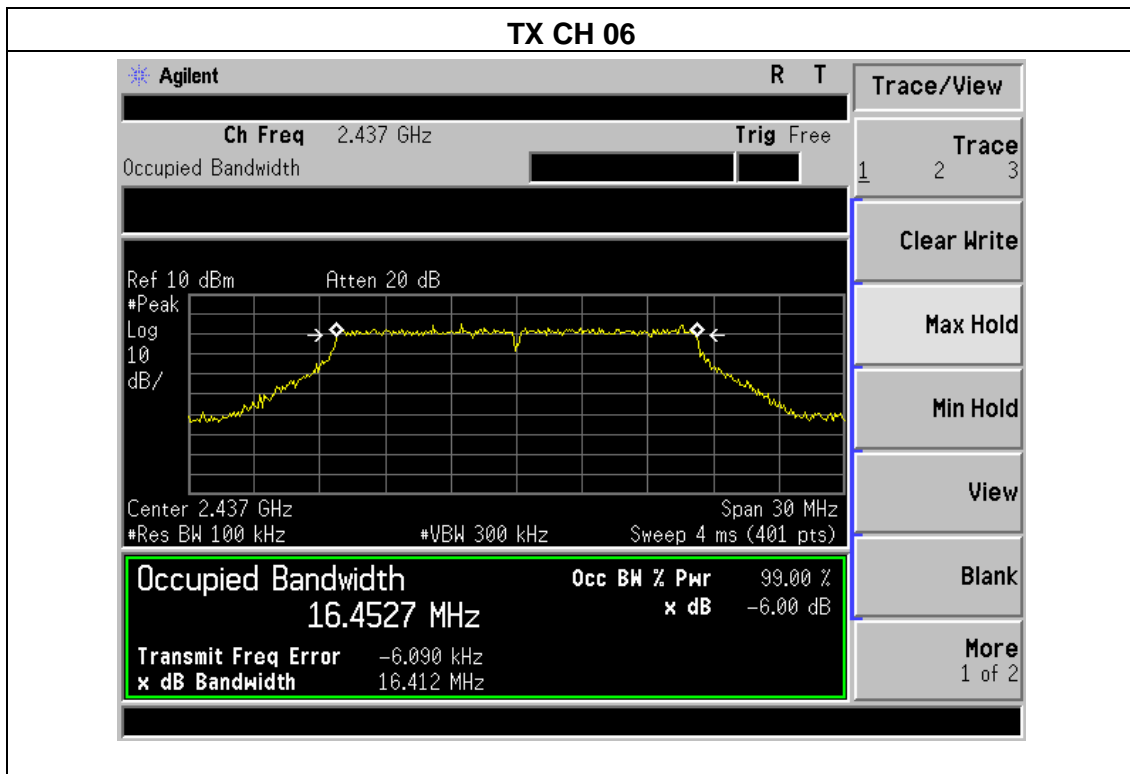 TX CH 06
Agilent R T
Ch Freq 2.437 GHz Trig Free
Occupied Bandwidth
Ref 10 dBm Atten 20 dB
#Peak
Log
10
dB/
Center 2.437 GHz Span 30 MHz
#Res BW 100 kHz #VBW 300 kHz Sweep 4 ms (401 pts)
Occupied Bandwidth Occ BW % Pwr 99.00 %
16.4527 MHz x dB -6.00 dB
Transmit Freq Error -6.090 kHz
x dB Bandwidth 16.412 MHz
Trace/View
Trace
1 2 3
Clear Write
Max Hold
Min Hold
View
Blank
More
1 of 2